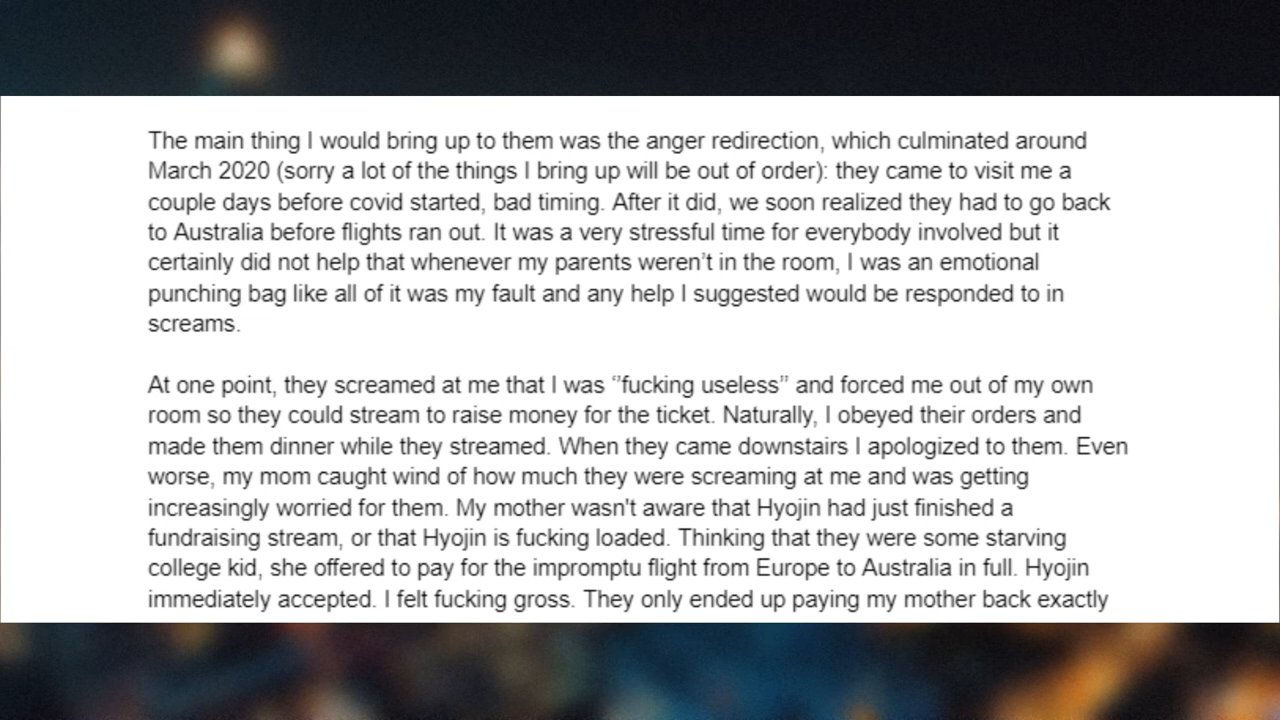 The main thing I would bring up to them was the anger redirection, which culminated around
March 2020 (sorry a lot of the things I bring up will be out of order): they came to visit me a
couple days before covid started, bad timing. After it did, we soon realized they had to go back
to Australia before flights ran out. It was a very stressful time for everybody involved but it
certainly did not help that whenever my parents weren’t in the room, I was an emotional
punching bag like all of it was my fault and any help I suggested would be responded to in
screams.
At one point, they screamed at me that I was “fucking useless” and forced me out of my own
room so they could stream to raise money for the ticket. Naturally, I obeyed their orders and
made them dinner while they streamed. When they came downstairs I apologized to them. Even
worse, my mom caught wind of how much they were screaming at me and was getting
increasingly worried for them. My mother wasn't aware that Hyojin had just finished a
fundraising stream, or that Hyojin is fucking loaded. Thinking that they were some starving
college kid, she offered to pay for the impromptu flight from Europe to Australia in full. Hyojin
immediately accepted. I felt fucking gross. They only ended up paying my mother back exactly